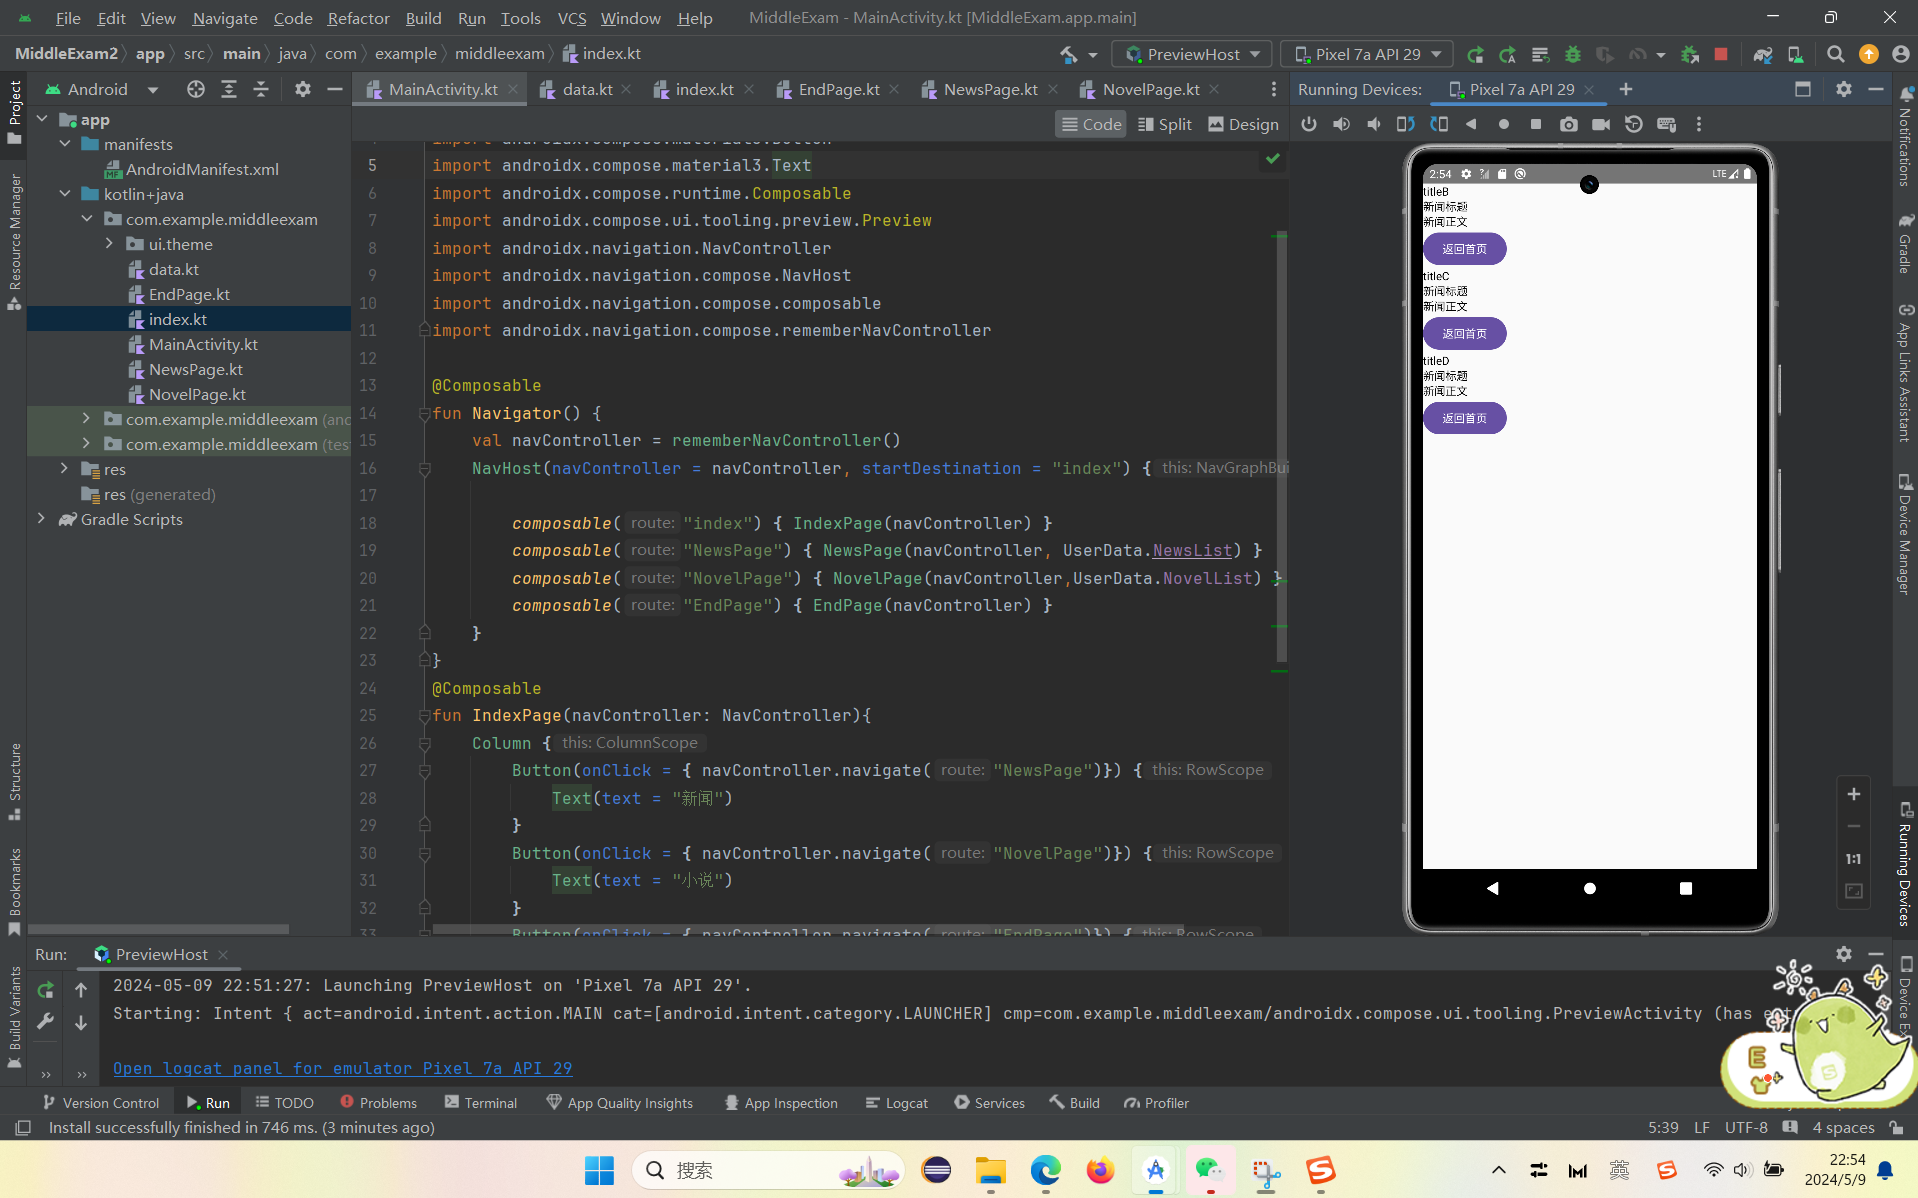 File Edit View Navigate Code Refactor Build Run Tools VCS Window Help MiddleExam - MainActivity.kt [MiddleExam.app.main]
MiddleExam2 app src main java com example middleexam index.kt PreviewHost Pixel 7a API 29
Project
Resource Manager
Structure
Bookmarks
Build Variants
Android
app
manifests
AndroidManifest.xml
kotlin+java
com.example.middleexam
ui.theme
data.kt
EndPage.kt
index.kt
MainActivity.kt
NewsPage.kt
NovelPage.kt
com.example.middleexam (and
com.example.middleexam (tes
res
res (generated)
Gradle Scripts
MainActivity.kt data.kt index.kt EndPage.kt NewsPage.kt NovelPage.kt
Code Split Design
5 import androidx.compose.material3.Text
6 import androidx.compose.runtime.Composable
7 import androidx.compose.ui.tooling.preview.Preview
8 import androidx.navigation.NavController
9 import androidx.navigation.compose.NavHost
10 import androidx.navigation.compose.composable
11 import androidx.navigation.compose.rememberNavController
12
13 @Composable
14 fun Navigator() {
15 val navController = rememberNavController()
16 NavHost(navController = navController, startDestination = "index") { this: NavGraphBui
17
18 composable( route: "index") { IndexPage(navController) }
19 composable( route: "NewsPage") { NewsPage(navController, UserData.NewsList) }
20 composable( route: "NovelPage") { NovelPage(navController,UserData.NovelList) }
21 composable( route: "EndPage") { EndPage(navController) }
22 }
23 }
24 @Composable
25 fun IndexPage(navController: NavController){
26 Column { this: ColumnScope
27 Button(onClick = { navController.navigate( route: "NewsPage")}) { this: RowScope
28 Text(text = "新闻")
29 }
30 Button(onClick = { navController.navigate( route: "NovelPage")}) { this: RowScope
31 Text(text = "小说")
32 }
33 Button(onClick = { navController.navigate( route: "EndPage")}) { this: RowScope
Running Devices: Pixel 7a API 29
2:54 LTE
titleB
新闻标题
新闻正文
返回首页
titleC
新闻标题
新闻正文
返回首页
titleD
新闻标题
新闻正文
返回首页
1:1
Notifications
Gradle
App Links Assistant
Device Manager
Running Devices
Device Ex
Run: PreviewHost
2024-05-09 22:51:27: Launching PreviewHost on 'Pixel 7a API 29'.
Starting: Intent { act=android.intent.action.MAIN cat=[android.intent.category.LAUNCHER] cmp=com.example.middleexam/androidx.compose.ui.tooling.PreviewActivity (has
Open logcat panel for emulator Pixel 7a API 29
E
S
Version Control Run TODO Problems Terminal App Quality Insights App Inspection Logcat Services Build Profiler
Install successfully finished in 746 ms. (3 minutes ago) 5:39 LF UTF-8 4 spaces
搜索 英 22:54
2024/5/9